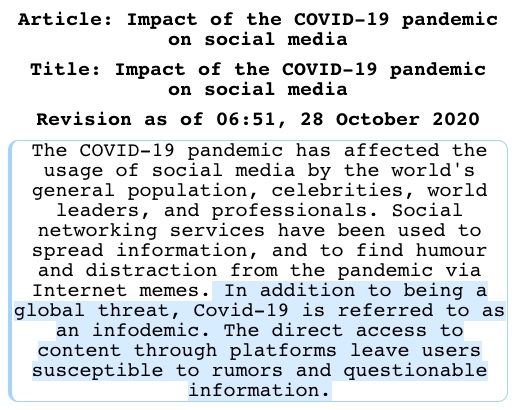 Article: Impact of the COVID-19 pandemic
on social media
Title: Impact of the COVID-19 pandemic
on social media
Revision as of 06:51, 28 October 2020
The COVID-19 pandemic has affected the
usage of social media by the world's
general population, celebrities, world
leaders, and professionals. Social
networking services have been used to
spread information, and to find humour
and distraction from the pandemic via
Internet memes. In addition to being a
global threat, Covid-19 is referred to as
an infodemic. The direct access to
content through platforms leave users
susceptible to rumors and questionable
information.